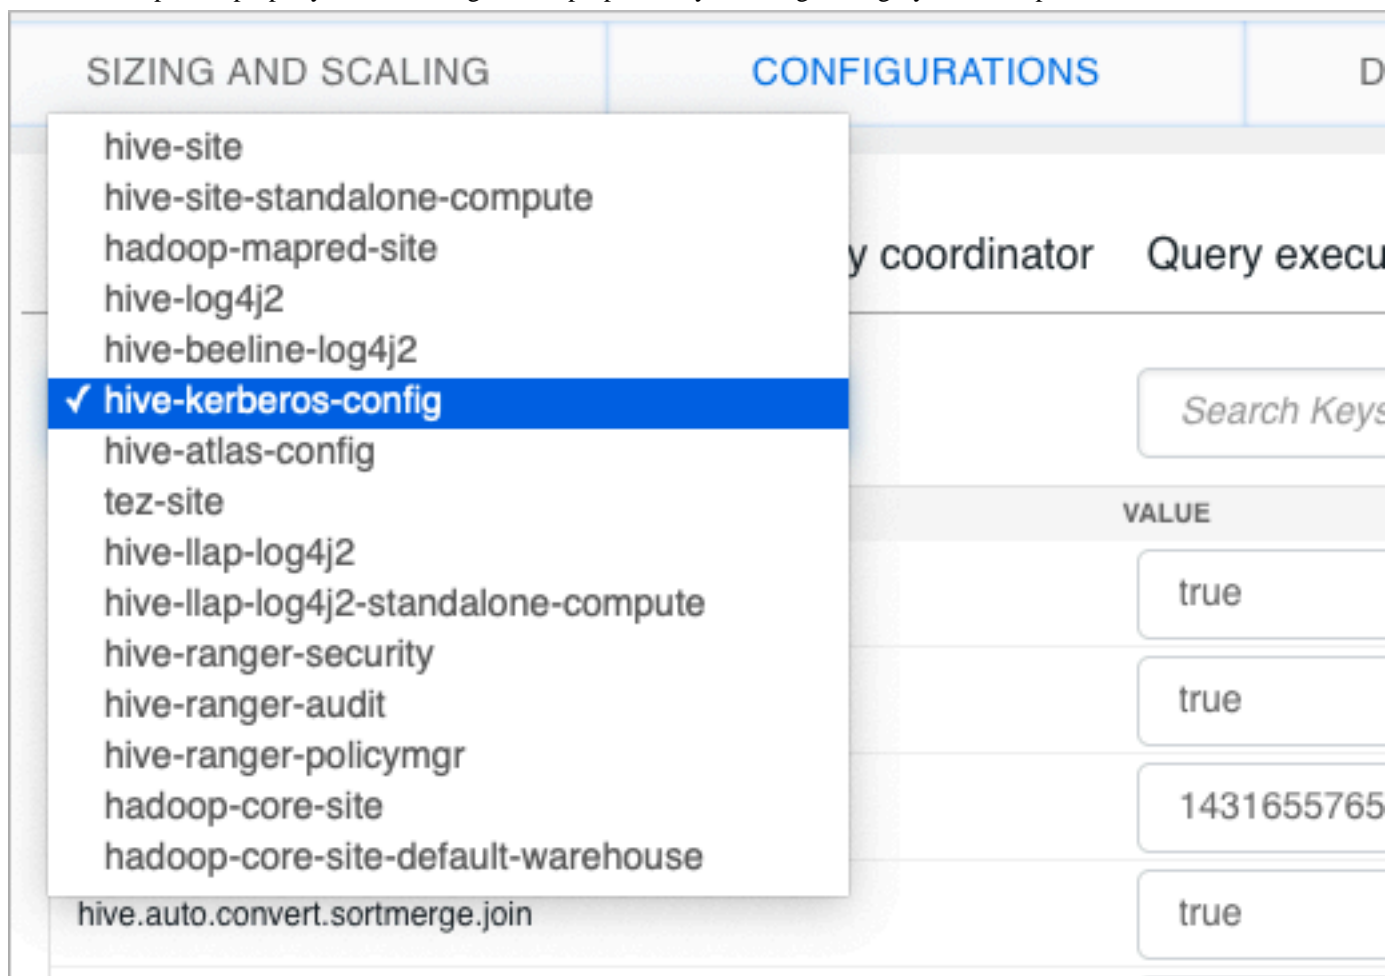 SIZING AND SCALING CONFIGURATIONS D
hive-site
hive-site-standalone-compute
hadoop-mapred-site
y coordinator Query execu
hive-log4j2
hive-beeline-log4j2
✓ hive-kerberos-config
Search Keys
hive-atlas-config
tez-site
VALUE
hive-llap-log4j2
true
hive-llap-log4j2-standalone-compute
hive-ranger-security
hive-ranger-audit
true
hive-ranger-policymgr
hadoop-core-site
1431655765
hadoop-core-site-default-warehouse
hive.auto.convert.sortmerge.join true